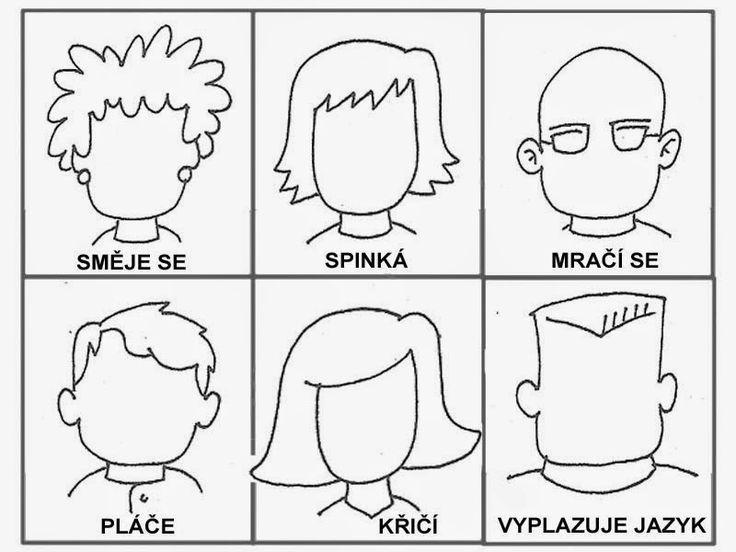 SMĚJE SE
SPINKÁ
MRAČÍ SE
PLÁČE
KŘIČÍ
VYPLAZUJE JAZYK